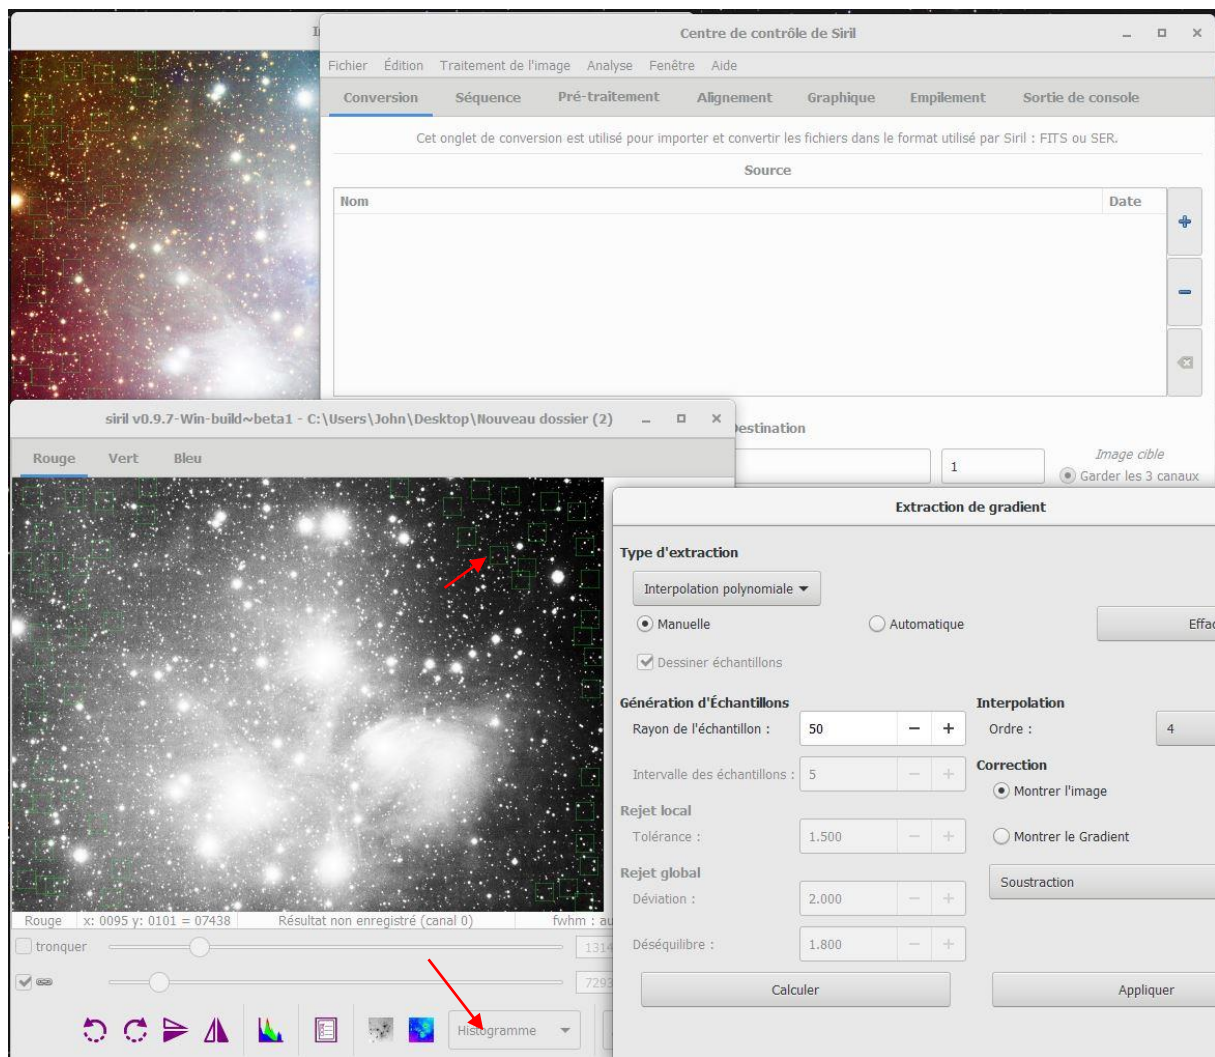 Centre de contrôle de Siril
Fichier Édition Traitement de l'image Analyse Fenêtre Aide
Conversion Séquence Pré-traitement Alignement Graphique Empilement Sortie de console
Cet onglet de conversion est utilisé pour importer et convertir les fichiers dans le format utilisé par Siril : FITS ou SER.
Source
Nom Date
siril v0.9.7-Win-build~beta1 - C:\Users\John\Desktop\Nouveau dossier (2)
Destination
Rouge Vert Bleu
1
Image cible
Garder les 3 canaux
Extraction de gradient
Type d'extraction
Interpolation polynomiale
Manuelle Automatique Effac
Dessiner échantillons
Génération d'Échantillons Interpolation
Rayon de l'échantillon : 50 Ordre : 4
Correction
Intervalle des échantillons : 5 Montrer l'image
Rejet local
Tolérance : 1.500 Montrer le Gradient
Rejet global
Soustraction
Déviation : 2.000
Rouge x: 0095 y: 0101 = 07438 Résultat non enregistré (canal 0) fwhm : au
tronquer 1314
Déséquilibre : 1.800
7293
Calculer Appliquer
Histogramme